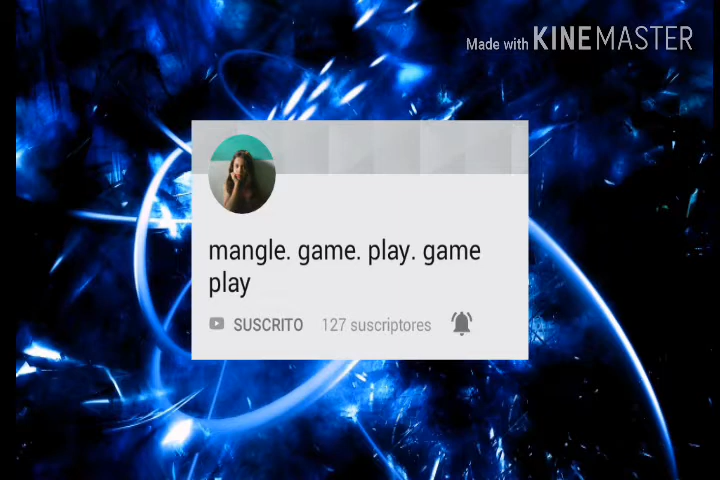 Made with KINEMASTER
mangle. game. play. game
play
SUSCRITO 127 suscriptores